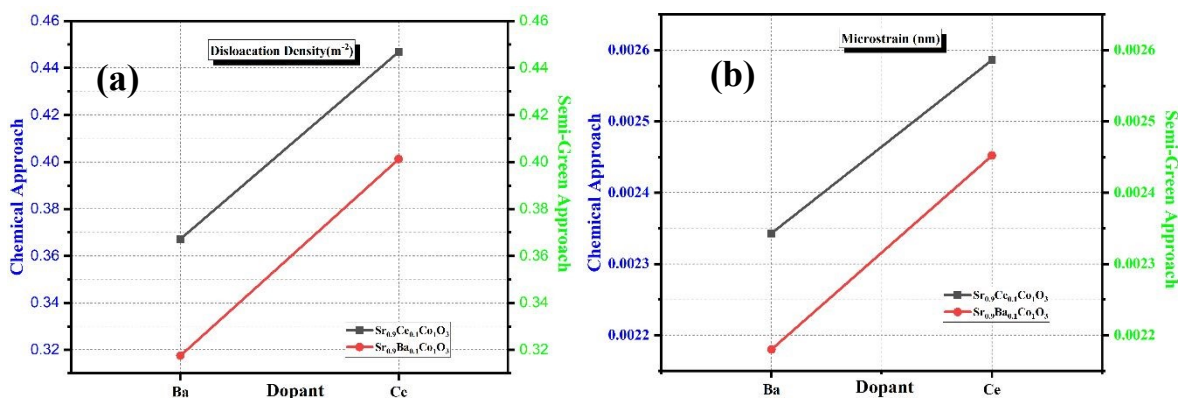 (a)
Disloacation Density(m⁻²)
Chemical Approach
Semi-Green Approach
0.46
0.44
0.42
0.40
0.38
0.36
0.34
0.32
0.46
0.44
0.42
0.40
0.38
0.36
0.34
0.32
Sr₀.₉Ce₀.₁Co₁O₃
Sr₀.₉Ba₀.₁Co₁O₃
Ba
Dopant
Ce
(b)
Microstrain (nm)
Chemical Approach
Semi-Green Approach
0.0026
0.0025
0.0024
0.0023
0.0022
0.0026
0.0025
0.0024
0.0023
0.0022
Sr₀.₉Ce₀.₁Co₁O₃
Sr₀.₉Ba₀.₁Co₁O₃
Ba
Dopant
Ce